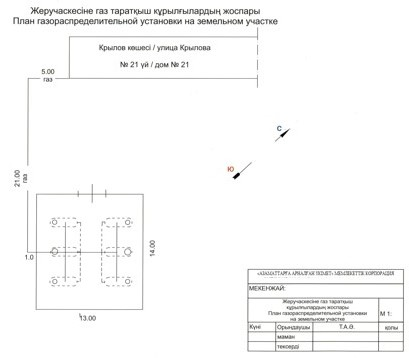 Жеручаскесіне газ таратқыш құрылғылардың жоспары
План газораспределительной установки на земельном участке
Крылов көшесі / улица Крылова
№ 21 үй / дом № 21
5.00
газ
21.00
газ
С
Ю
1.0
14.00
13.00
«АЗАМАТТАРҒА АРНАЛҒАН ҮКІМЕТ» МЕМЛЕКЕТТІК КОРПОРАЦИЯ
МЕКЕНЖАЙ:
Жеручаскесіне газ таратқыш
құрылғылардың жоспары
План газораспределительной установки
на земельном участке
М 1:
Күні Орындаушы Т.А.Ә. қолы
маман
тексерді